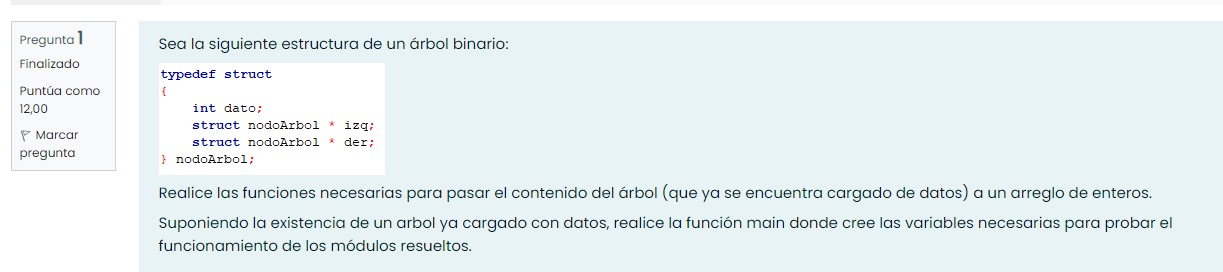 Pregunta 1
Finalizado
Puntúa como
12,00
Marcar
pregunta
Sea la siguiente estructura de un árbol binario:
typedef struct
{
    int dato;
    struct nodoArbol * izq;
    struct nodoArbol * der;
} nodoArbol;
Realice las funciones necesarias para pasar el contenido del árbol (que ya se encuentra cargado de datos) a un arreglo de enteros.
Suponiendo la existencia de un arbol ya cargado con datos, realice la función main donde cree las variables necesarias para probar el
funcionamiento de los módulos resueltos.